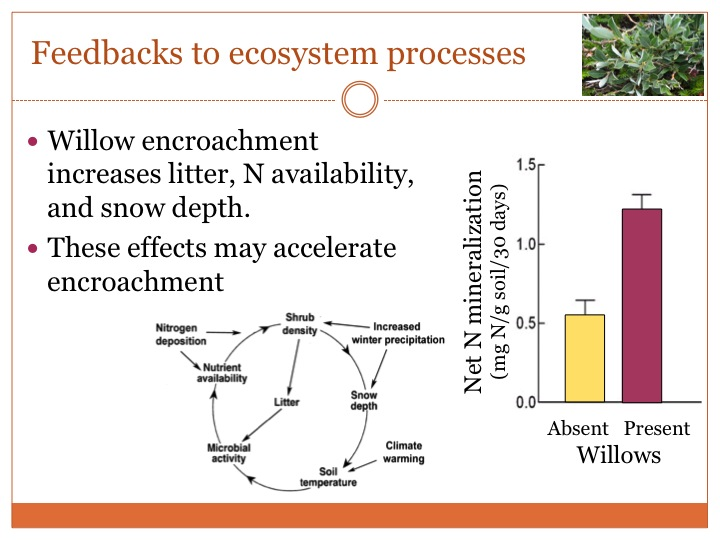 Feedbacks to ecosystem processes
Willow encroachment
increases litter, N availability,
and snow depth.
These effects may accelerate
encroachment
Nitrogen
deposition
Shrub
density
Increased
winter precipitation
Nutrient
availability
Litter
Snow
depth
Microbial
activity
Climate
warming
Soil
temperature
Net N mineralization
(mg N/g soil/30 days)
1.5
1.0
0.5
0.0
Absent Present
Willows